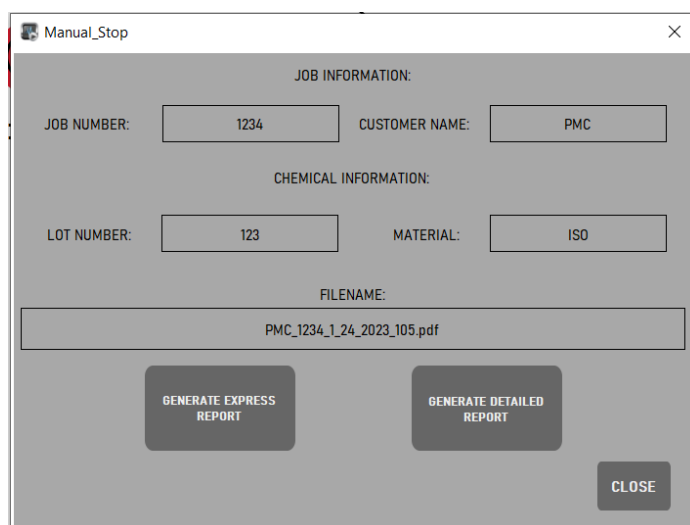 Manual_Stop
JOB INFORMATION:
JOB NUMBER: 1234 CUSTOMER NAME: PMC
CHEMICAL INFORMATION:
LOT NUMBER: 123 MATERIAL: ISO
FILENAME:
PMC_1234_1_24_2023_105.pdf
GENERATE EXPRESS
REPORT
GENERATE DETAILED
REPORT
CLOSE